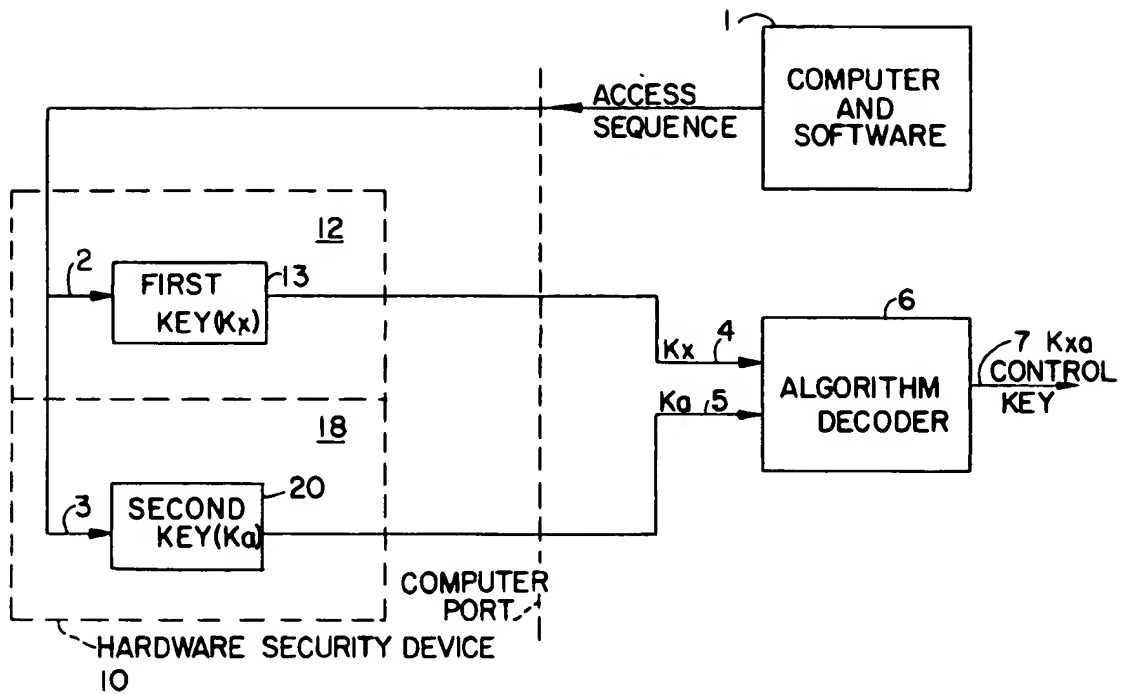 1
COMPUTER
AND
SOFTWARE
ACCESS
SEQUENCE
12
2
FIRST
KEY(Kx)
13
Kx
4
6
7 Kxa
CONTROL
KEY
ALGORITHM
DECODER
Ka
5
18
3
SECOND
KEY(Ka)
20
COMPUTER
PORT
HARDWARE SECURITY DEVICE
10